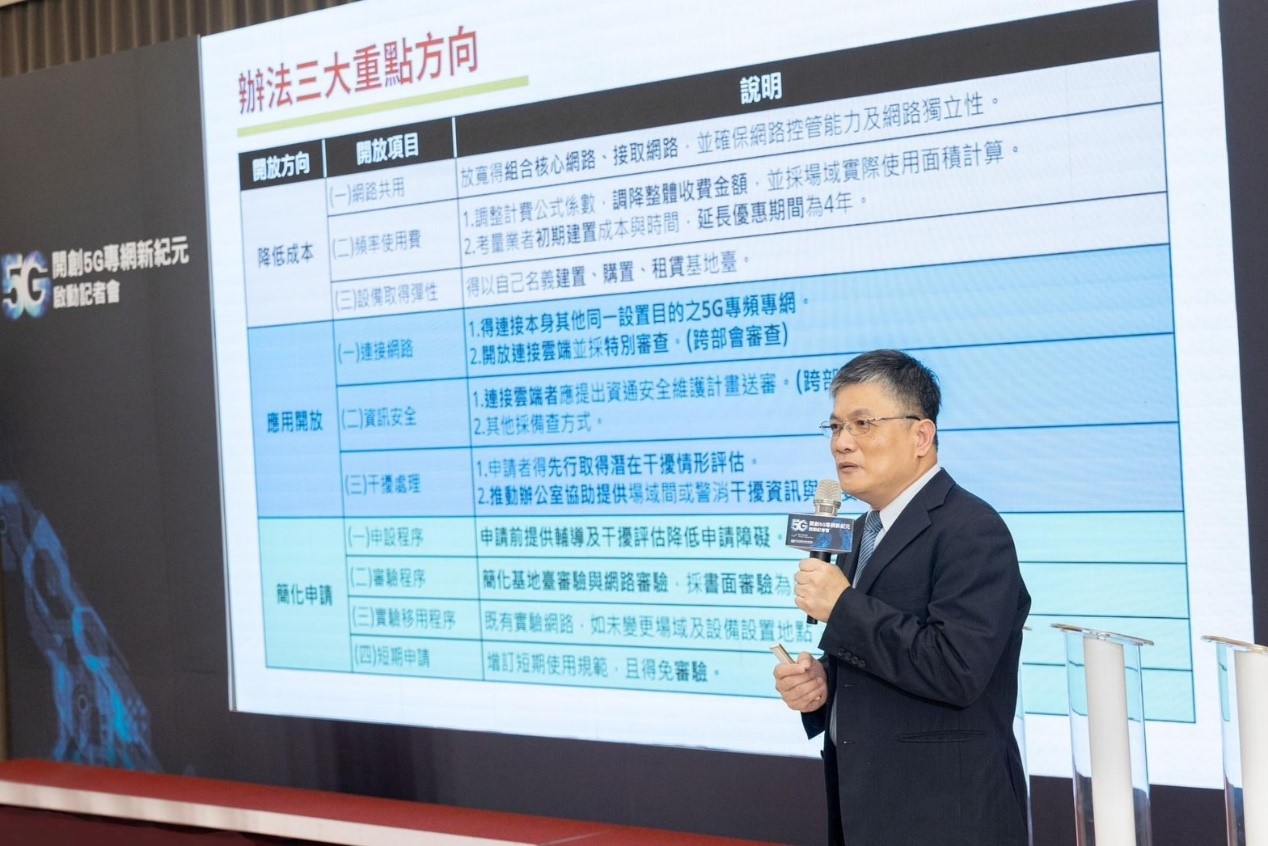 辦法三大重點方向
開放方向 開放項目 說明
降低成本
(一)網路共用 放寬得組合核心網路、接取網路，並確保網路控管能力及網路獨立性。
(二)頻率使用費 1.調整計費公式係數，調降整體收費金額，並採場域實際使用面積計算。
2.考量業者初期建置成本與時間，延長優惠期間為4年。
(三)設備取得彈性 得以自己名義建置、購置、租賃基地臺。
應用開放
(一)連接網路 1.得連接本身其他同一設置目的之5G專頻專網。
2.開放連接雲端並採特別審查。(跨部會審查)
(二)資訊安全 1.連接雲端者應提出資通安全維護計畫送審。(跨部
2.其他採備查方式。
(三)干擾處理 1.申請者得先行取得潛在干擾情形評估。
2.推動辦公室協助提供場域間或警消干擾資訊與
簡化申請
(一)申設程序 申請前提供輔導及干擾評估降低申請障礙。
(二)審驗程序 簡化基地臺審驗與網路審驗，採書面審驗為
(三)實驗移用程序 既有實驗網路，如未變更場域及設備設置地點
(四)短期申請 增訂短期使用規範，且得免審驗。
5G 開創5G專網新紀元
啟動記者會
5G 開創5G專網新紀元
啟動記者會